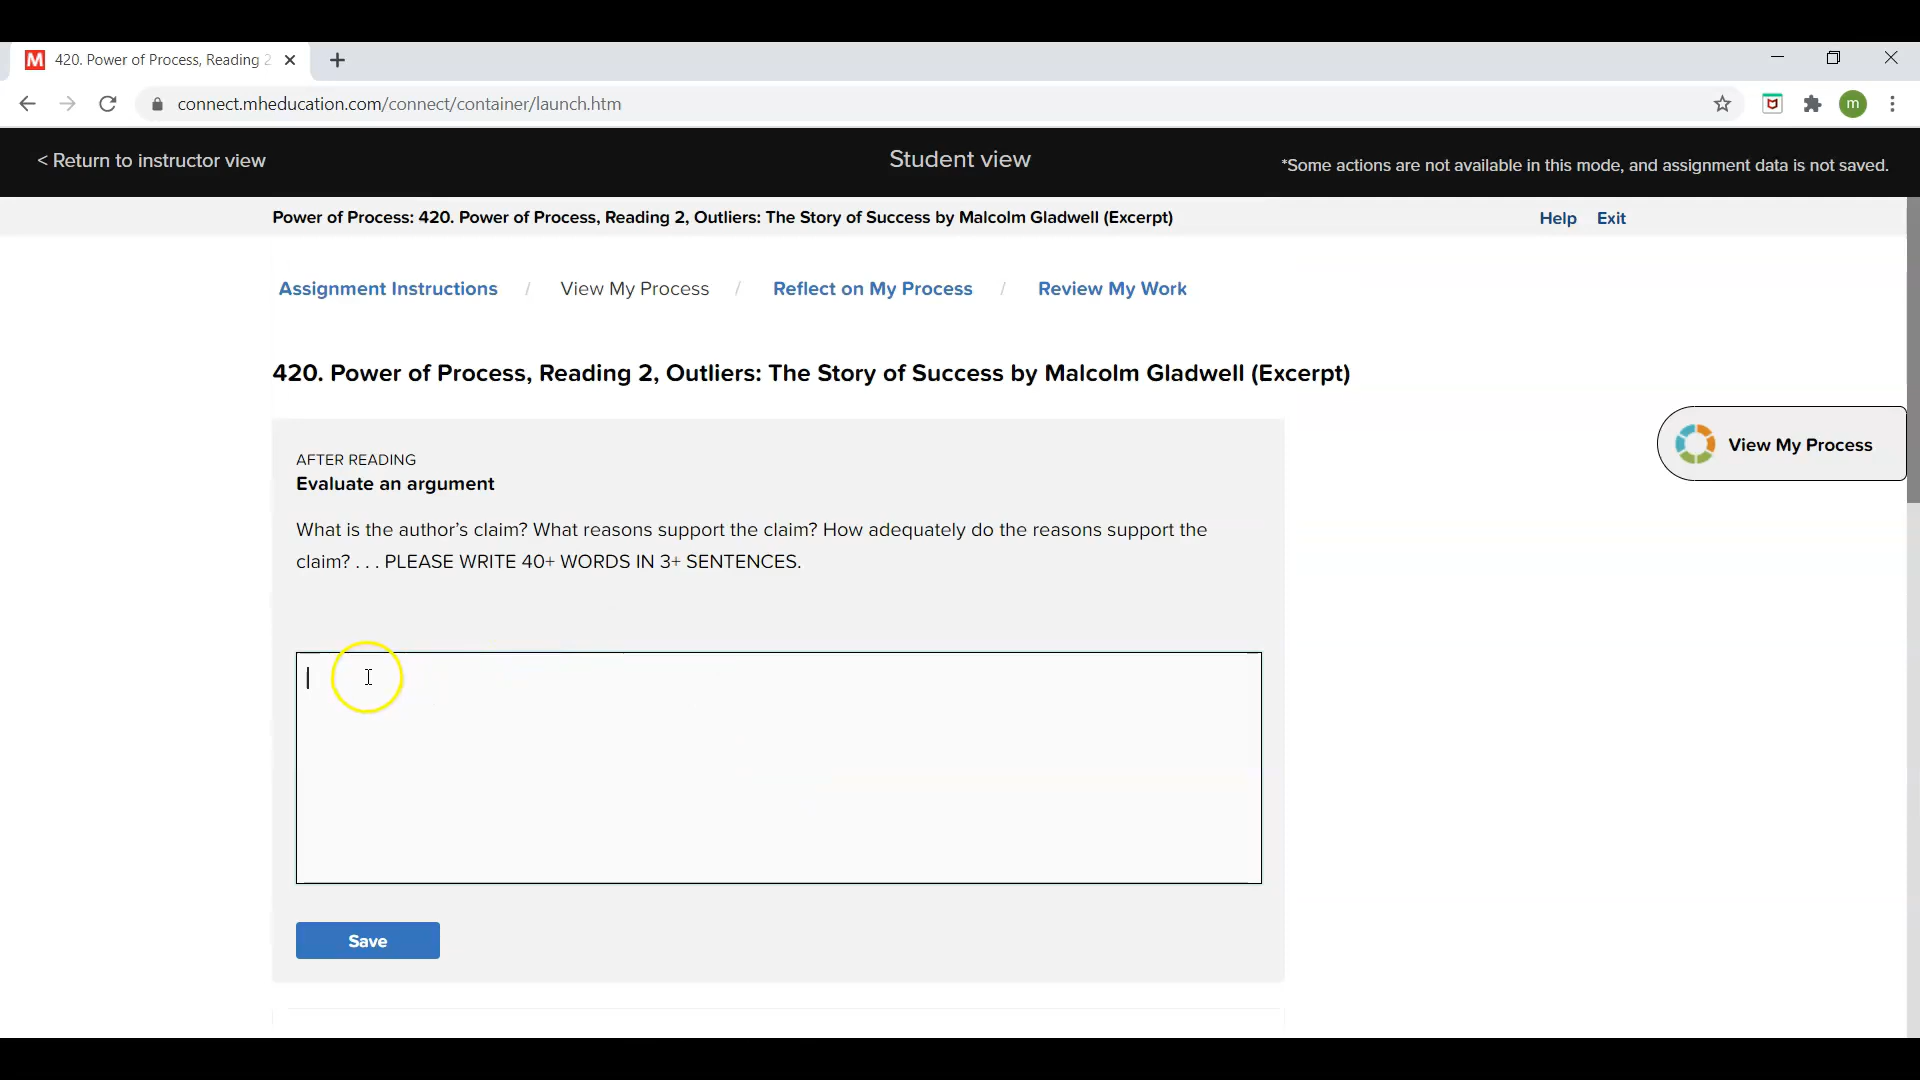 420. Power of Process, Reading 2
connect.mheducation.com/connect/container/launch.htm
m
< Return to instructor view
Student view
*Some actions are not available in this mode, and assignment data is not saved.
Power of Process: 420. Power of Process, Reading 2, Outliers: The Story of Success by Malcolm Gladwell (Excerpt)
Help Exit
Assignment Instructions / View My Process / Reflect on My Process / Review My Work
420. Power of Process, Reading 2, Outliers: The Story of Success by Malcolm Gladwell (Excerpt)
View My Process
AFTER READING
Evaluate an argument
What is the author's claim? What reasons support the claim? How adequately do the reasons support the
claim? . . . PLEASE WRITE 40+ WORDS IN 3+ SENTENCES.
Save